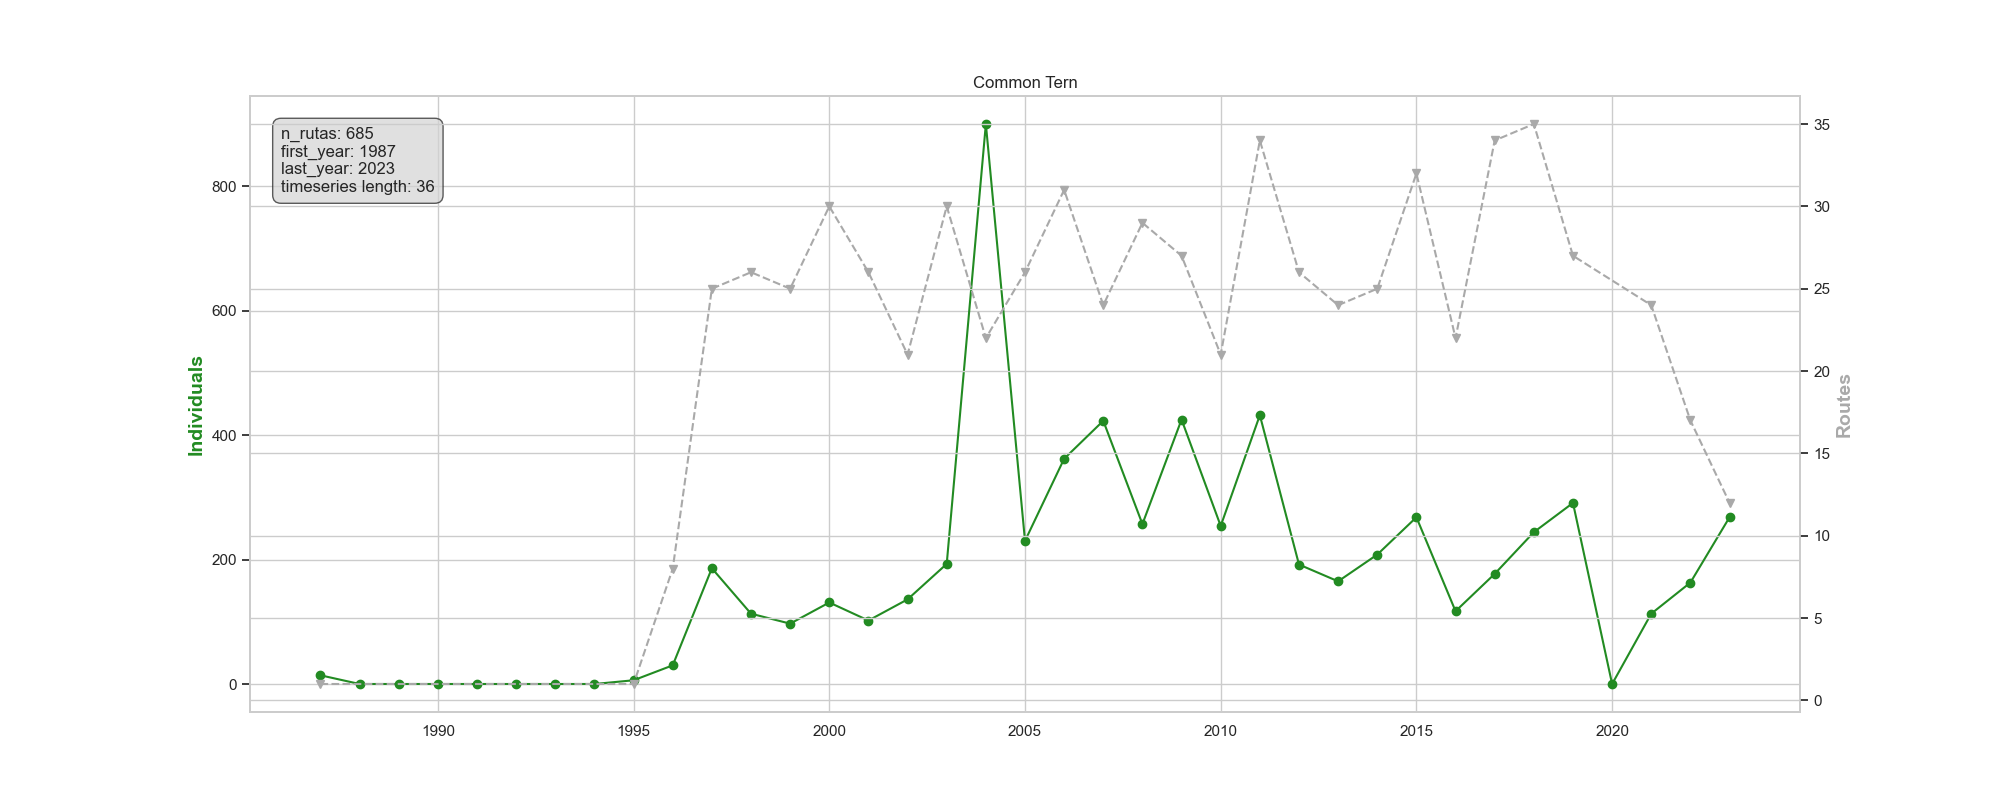 Common Tern
n_rutas: 685
first_year: 1987
last_year: 2023
timeseries length: 36
Individuals
800
600
400
200
0
35
30
25
20
15
10
5
0
Routes
1990 1995 2000 2005 2010 2015 2020